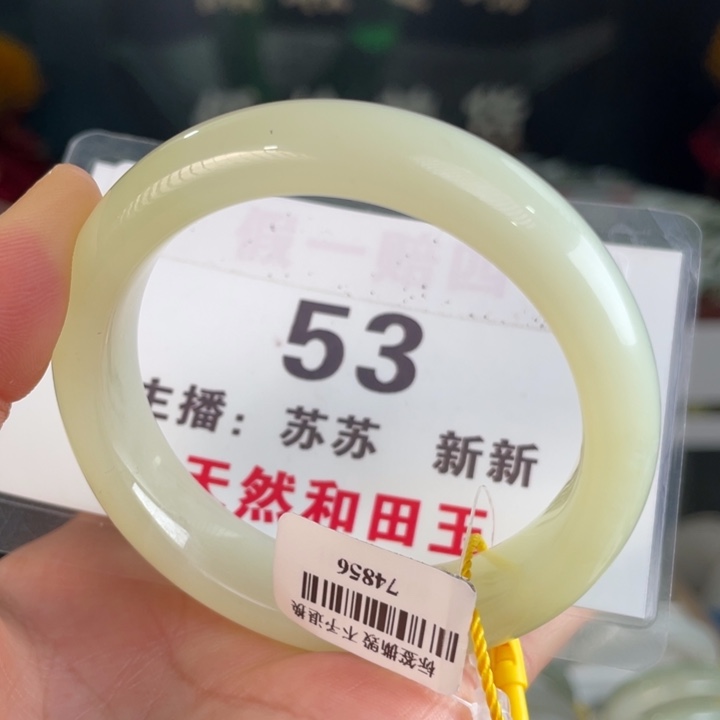 53
主播: 苏苏 新新
天然和田玉
74856
标签撕毁不予退换